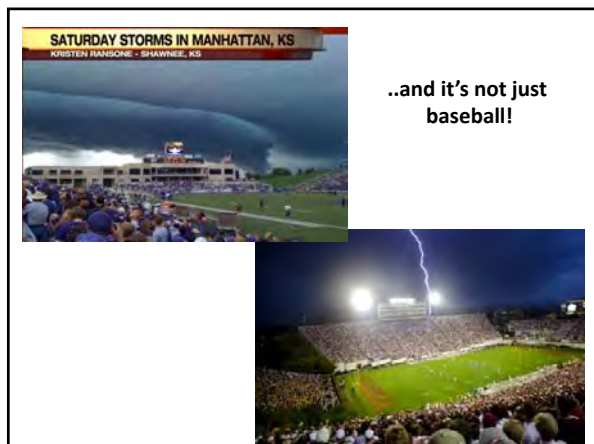 SATURDAY STORMS IN MANHATTAN, KS
KRISTEN RANSONE - SHAWNEE, KS
..and it's not just
baseball!